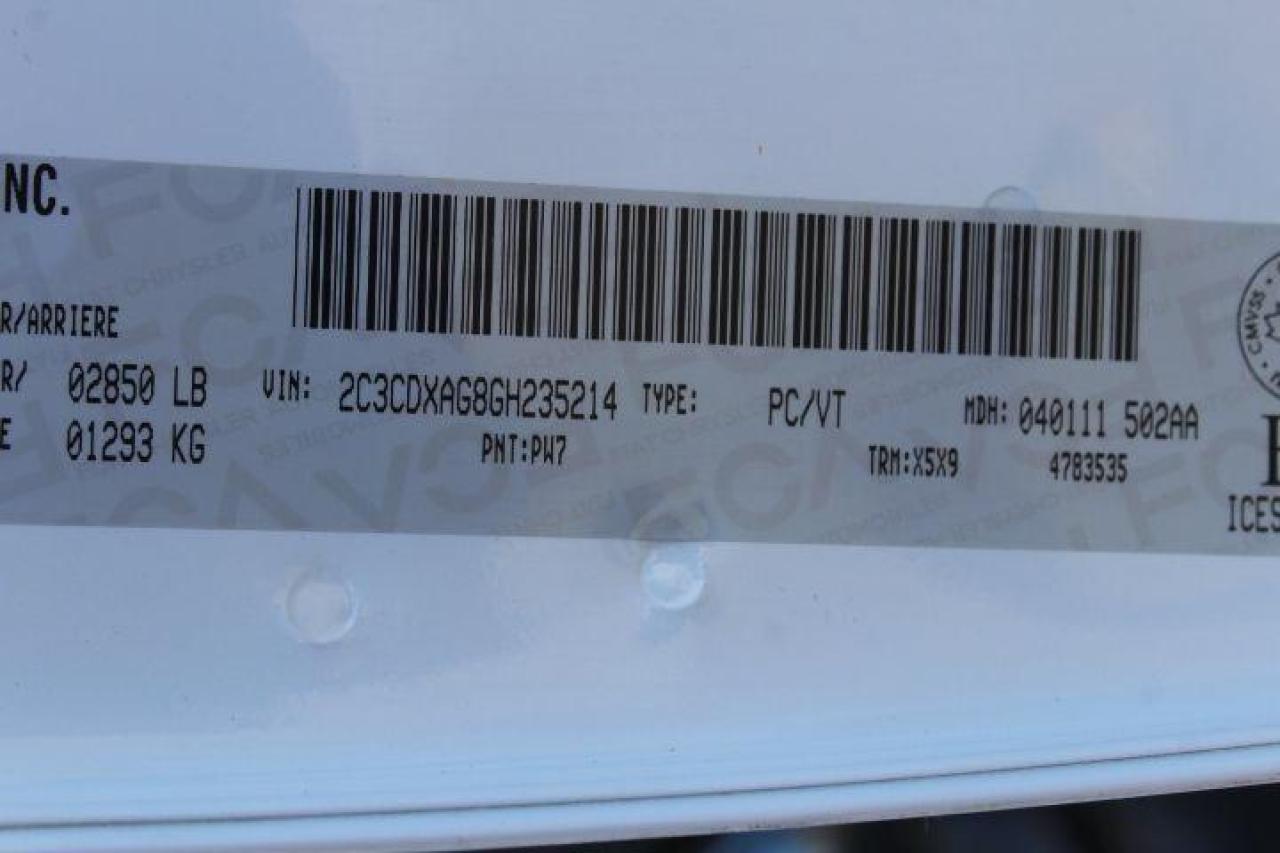 NC.
R/ARRIERE
R/ 02850 LB VIN: 2C3CDXAG8GH235214 TYPE: PC/VT MDH: 040111 502AA
E 01293 KG PNT:PW7 TRM:X5X9 4783535
CMVSS
ICES